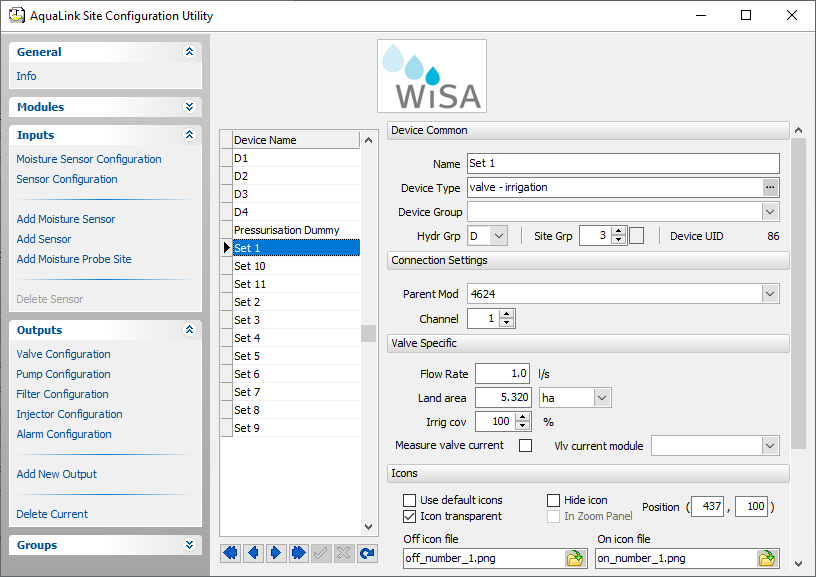 AquaLink Site Configuration Utility
General
Info
Modules
Inputs
Moisture Sensor Configuration
Sensor Configuration
Add Moisture Sensor
Add Sensor
Add Moisture Probe Site
Delete Sensor
Outputs
Valve Configuration
Pump Configuration
Filter Configuration
Injector Configuration
Alarm Configuration
Add New Output
Delete Current
Groups
WiSA
Device Name
D1
D2
D3
D4
Pressurisation Dummy
Set 1
Set 10
Set 11
Set 2
Set 3
Set 4
Set 5
Set 6
Set 7
Set 8
Set 9
Device Common
Name Set 1
Device Type valve - irrigation ...
Device Group
Hydr Grp D Site Grp 3 Device UID 86
Connection Settings
Parent Mod 4624
Channel 1
Valve Specific
Flow Rate 1.0 l/s
Land area 5.320 ha
Irrig cov 100 %
Measure valve current Vlv current module
Icons
Use default icons Hide icon Position ( 437 , 100 )
Icon transparent In Zoom Panel
Off icon file On icon file
off_number_1.png on_number_1.png